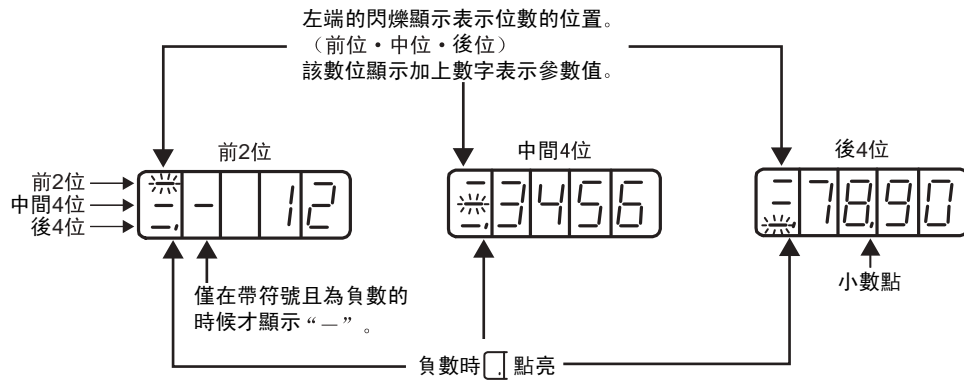 左端的閃爍顯示表示位數的位置。
（前位・中位・後位）
該數位顯示加上數字表示參數值。
前2位
中間4位
後4位
前2位
中間4位
後4位
- 12
3456
78.90
僅在帶符號且為負數的
時候才顯示“－”。
小數點
負數時 點亮